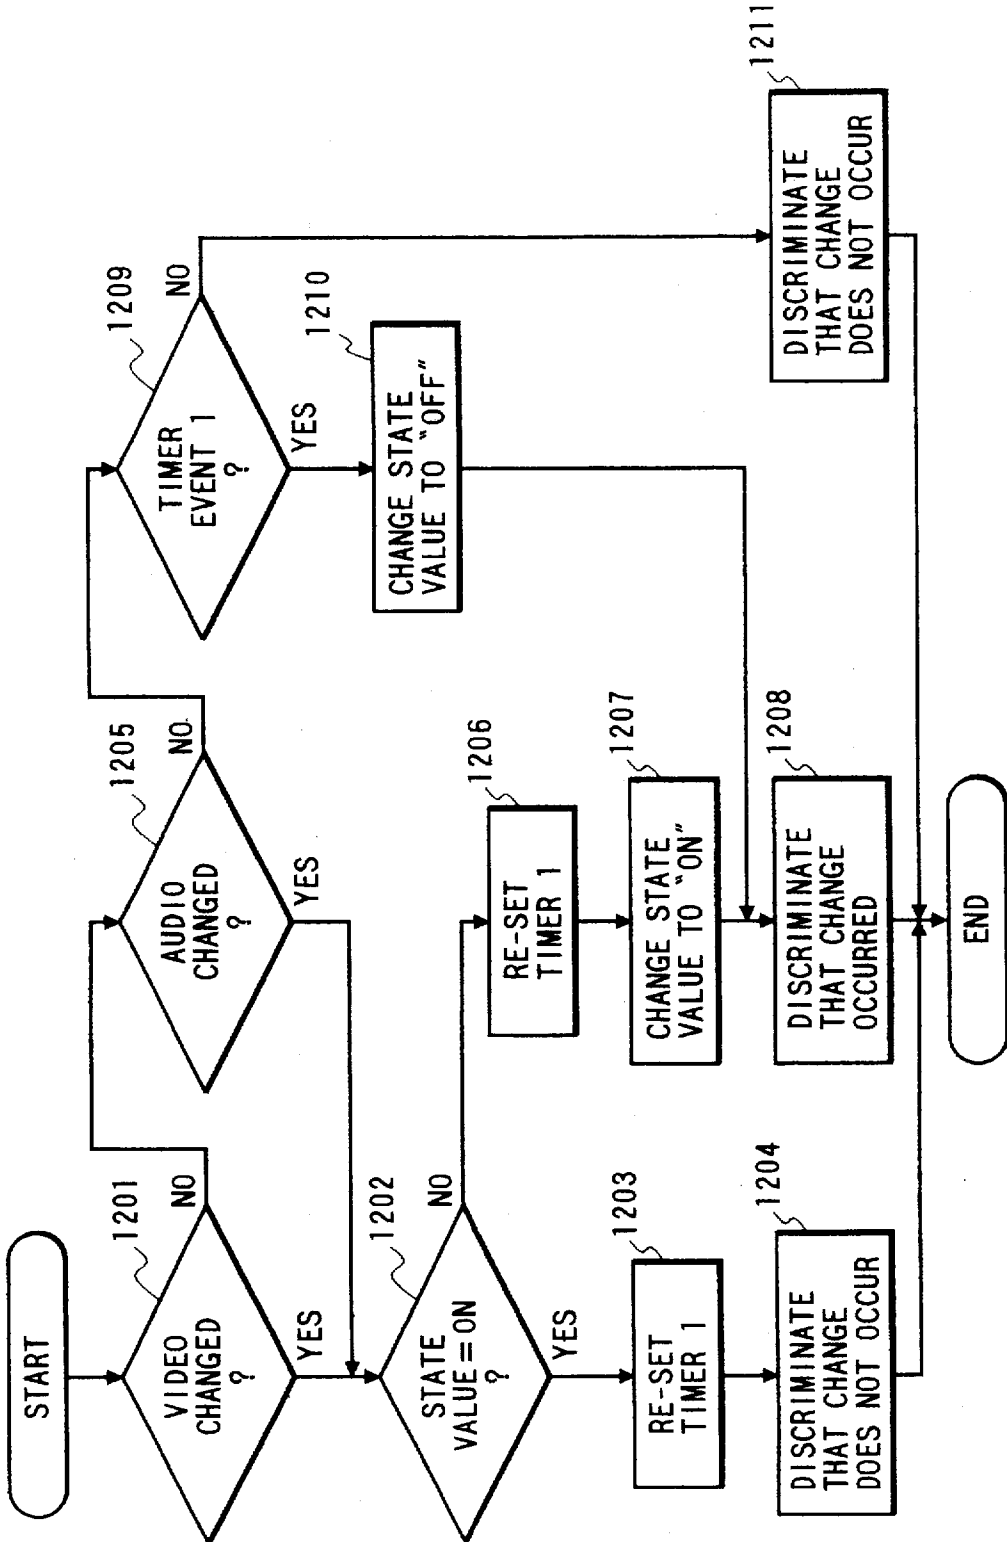 START
1201
VIDEO
CHANGED
?
NO
YES
1205
AUDIO
CHANGED
?
NO
YES
1209
TIMER
EVENT 1
?
NO
YES
1202
STATE
VALUE=ON
?
NO
YES
1210
CHANGE STATE
VALUE TO "OFF"
1206
RE-SET
TIMER 1
1203
RE-SET
TIMER 1
1207
CHANGE STATE
VALUE TO "ON"
1204
DISCRIMINATE
THAT CHANGE
DOES NOT OCCUR
1208
DISCRIMINATE
THAT CHANGE
OCCURRED
1211
DISCRIMINATE
THAT CHANGE
DOES NOT OCCUR
END